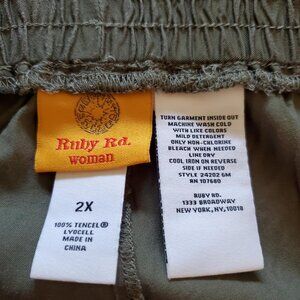 Ruby Rd.
woman
2X
100% TENCEL®
LYOCELL
MADE IN
CHINA
TURN GARMENT INSIDE OUT
MACHINE WASH COLD
WITH LIKE COLORS
MILD DETERGENT
ONLY NON-CHLORINE
BLEACH WHEN NEEDED
LINE DRY
COOL IRON ON REVERSE
SIDE IF NEEDED
STYLE 24202 6M
RN 107680
RUBY RD.
1333 BROADWAY
NEW YORK, NY, 10018